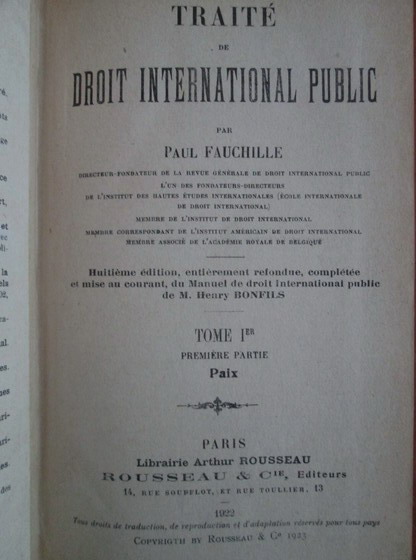 TRAITÉ
DE
DROIT INTERNATIONAL PUBLIC
PAR
PAUL FAUCHILLE
DIRECTEUR-FONDATEUR DE LA REVUE GÉNÉRALE DE DROIT INTERNATIONAL PUBLIC
L'UN DES FONDATEURS-DIRECTEURS
DE L'INSTITUT DES HAUTES ÉTUDES INTERNATIONALES (ÉCOLE INTERNATIONALE
DE DROIT INTERNATIONAL)
MEMBRE DE L'INSTITUT DE DROIT INTERNATIONAL
MEMBRE CORRESPONDANT DE L'INSTITUT AMÉRICAIN DE DROIT INTERNATIONAL
MEMBRE ASSOCIÉ DE L'ACADÉMIE ROYALE DE BELGIQUE
Huitième édition, entièrement refondue, complétée
et mise au courant, du Manuel de droit international public
de M. Henry BONFILS
TOME IER
PREMIÈRE PARTIE
Paix
PARIS
Librairie Arthur ROUSSEAU
ROUSSEAU & CIE, Editeurs
14, RUE SOUFFLOT, ET RUE TOULLIER, 13
1922
Tous droits de traduction, de reproduction et d'adaptation réservés pour tous pays
COPYRIGTH BY ROUSSEAU & Co 1923